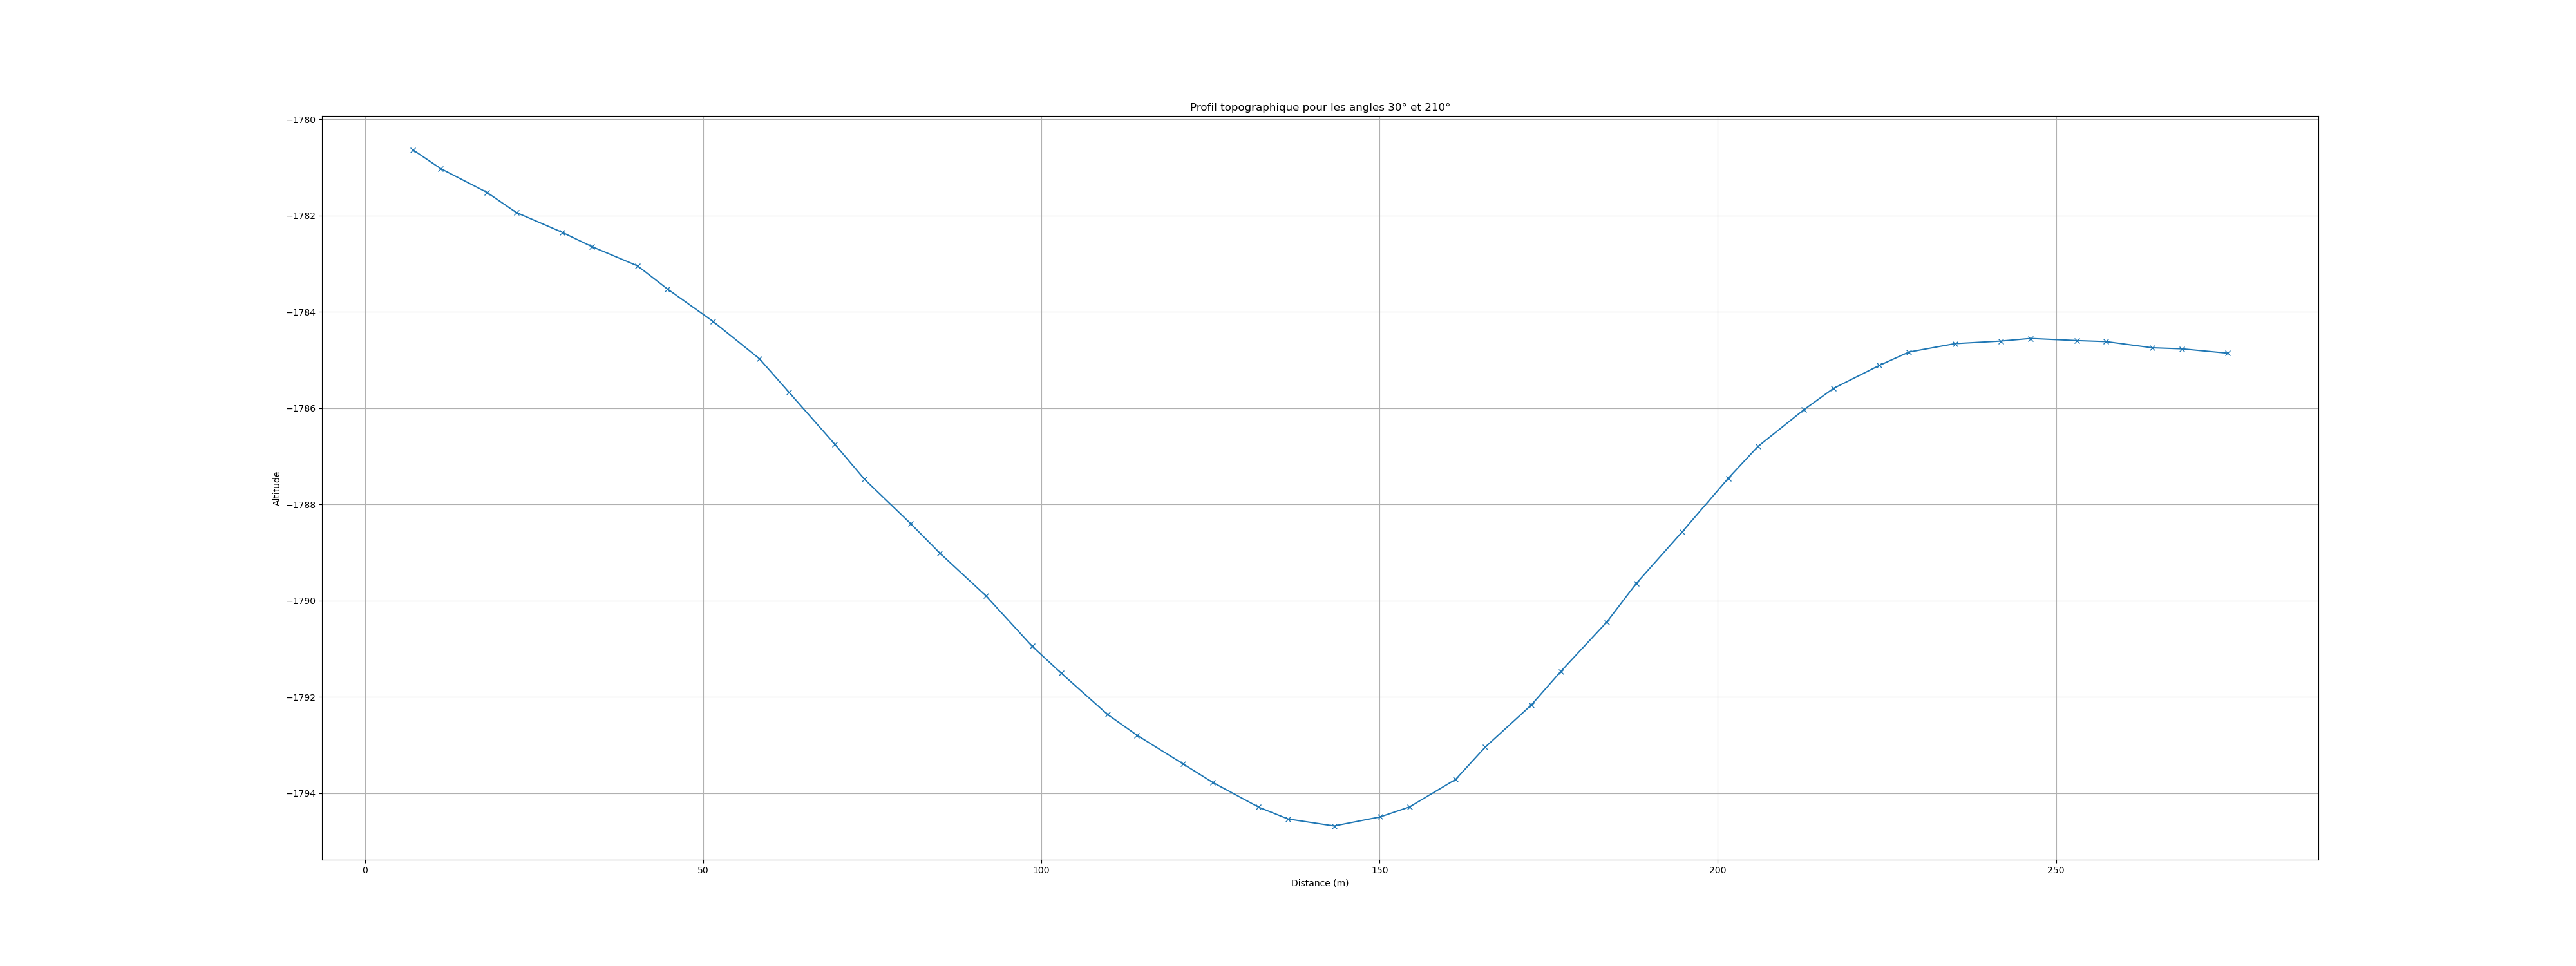 Profil topographique pour les angles 30° et 210°
Altitude
−1780
−1782
−1784
−1786
−1788
−1790
−1792
−1794
0 50 100 150 200 250
Distance (m)